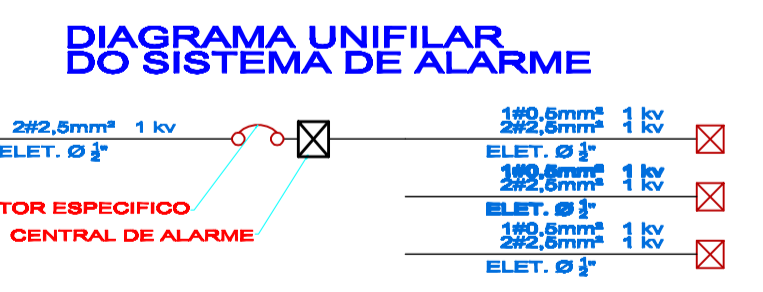 DIAGRAMA UNIFILAR
DO SISTEMA DE ALARME
2#2,5mm² 1 kv
ELET. Ø ½"
1#0,5mm² 1 kv
2#2,5mm² 1 kv
ELET. Ø ½"
1#0,5mm² 1 kv
2#2,5mm² 1 kv
ELET. Ø ½"
TOR ESPECIFICO
CENTRAL DE ALARME
1#0,5mm² 1 kv
2#2,5mm² 1 kv
ELET. Ø ½"